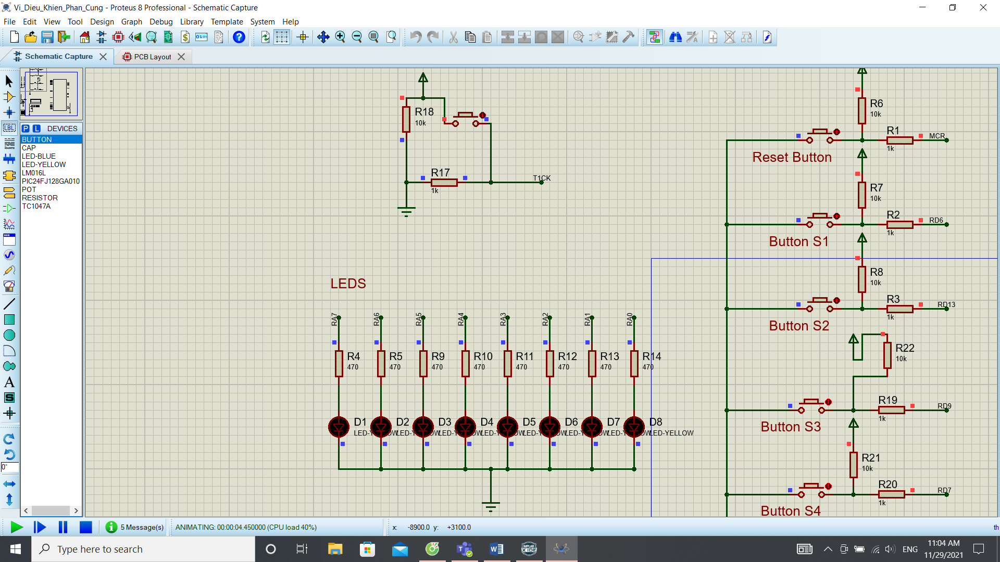 Vi_Dieu_Khien_Phan_Cung - Proteus 8 Professional - Schematic Capture
File Edit View Tool Design Graph Debug Library Template System Help
Schematic Capture
PCB Layout
LBL
P L DEVICES
BUTTON
CAP
LED-BLUE
LED-YELLOW
LM016L
PIC24FJ128GA010
POT
RESISTOR
TC1047A
A
S
0°
R18
10k
R17
1k
T1CK
R6
10k
R1
1k
MCR
Reset Button
R7
10k
R2
1k
RD6
Button S1
R8
10k
R3
1k
RD13
Button S2
R22
10k
R19
1k
RD9
Button S3
R21
10k
R20
1k
RD7
Button S4
LEDS
RA7 RA6 RA5 RA4 RA3 RA2 RA1 RA0
R4 R5 R9 R10 R11 R12 R13 R14
470 470 470 470 470 470 470 470
D1 D2 D3 D4 D5 D6 D7 D8
LED-YELLOW LED-YELLOW LED-YELLOW LED-YELLOW LED-YELLOW LED-YELLOW LED-YELLOW LED-YELLOW
5 Message(s)
ANIMATING: 00:00:04.450000 (CPU load 40%)
x: -8900.0 y: +3100.0
th
Type here to search
ENG
11:04 AM
11/29/2021